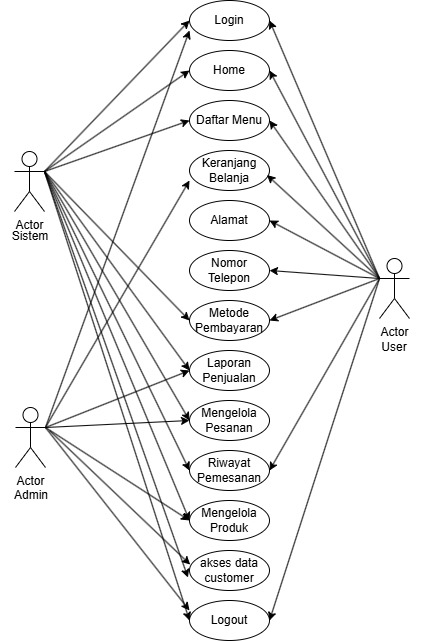 Login
Home
Daftar Menu
Keranjang
Belanja
Actor
Sistem
Alamat
Nomor
Telepon
Metode
Pembayaran
Actor
User
Laporan
Penjualan
Mengelola
Pesanan
Riwayat
Pemesanan
Actor
Admin
Mengelola
Produk
akses data
customer
Logout